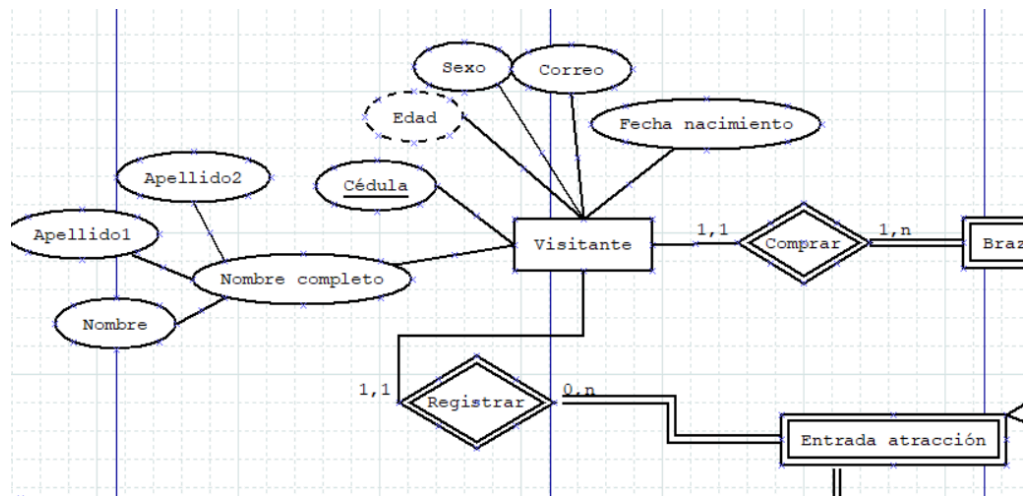 Sexo
Correo
Edad
Fecha nacimiento
Apellido2
Cédula
Apellido1
Visitante
1,1
Comprar
1,n
Braz
Nombre completo
Nombre
1,1
Registrar
0,n
Entrada atracción